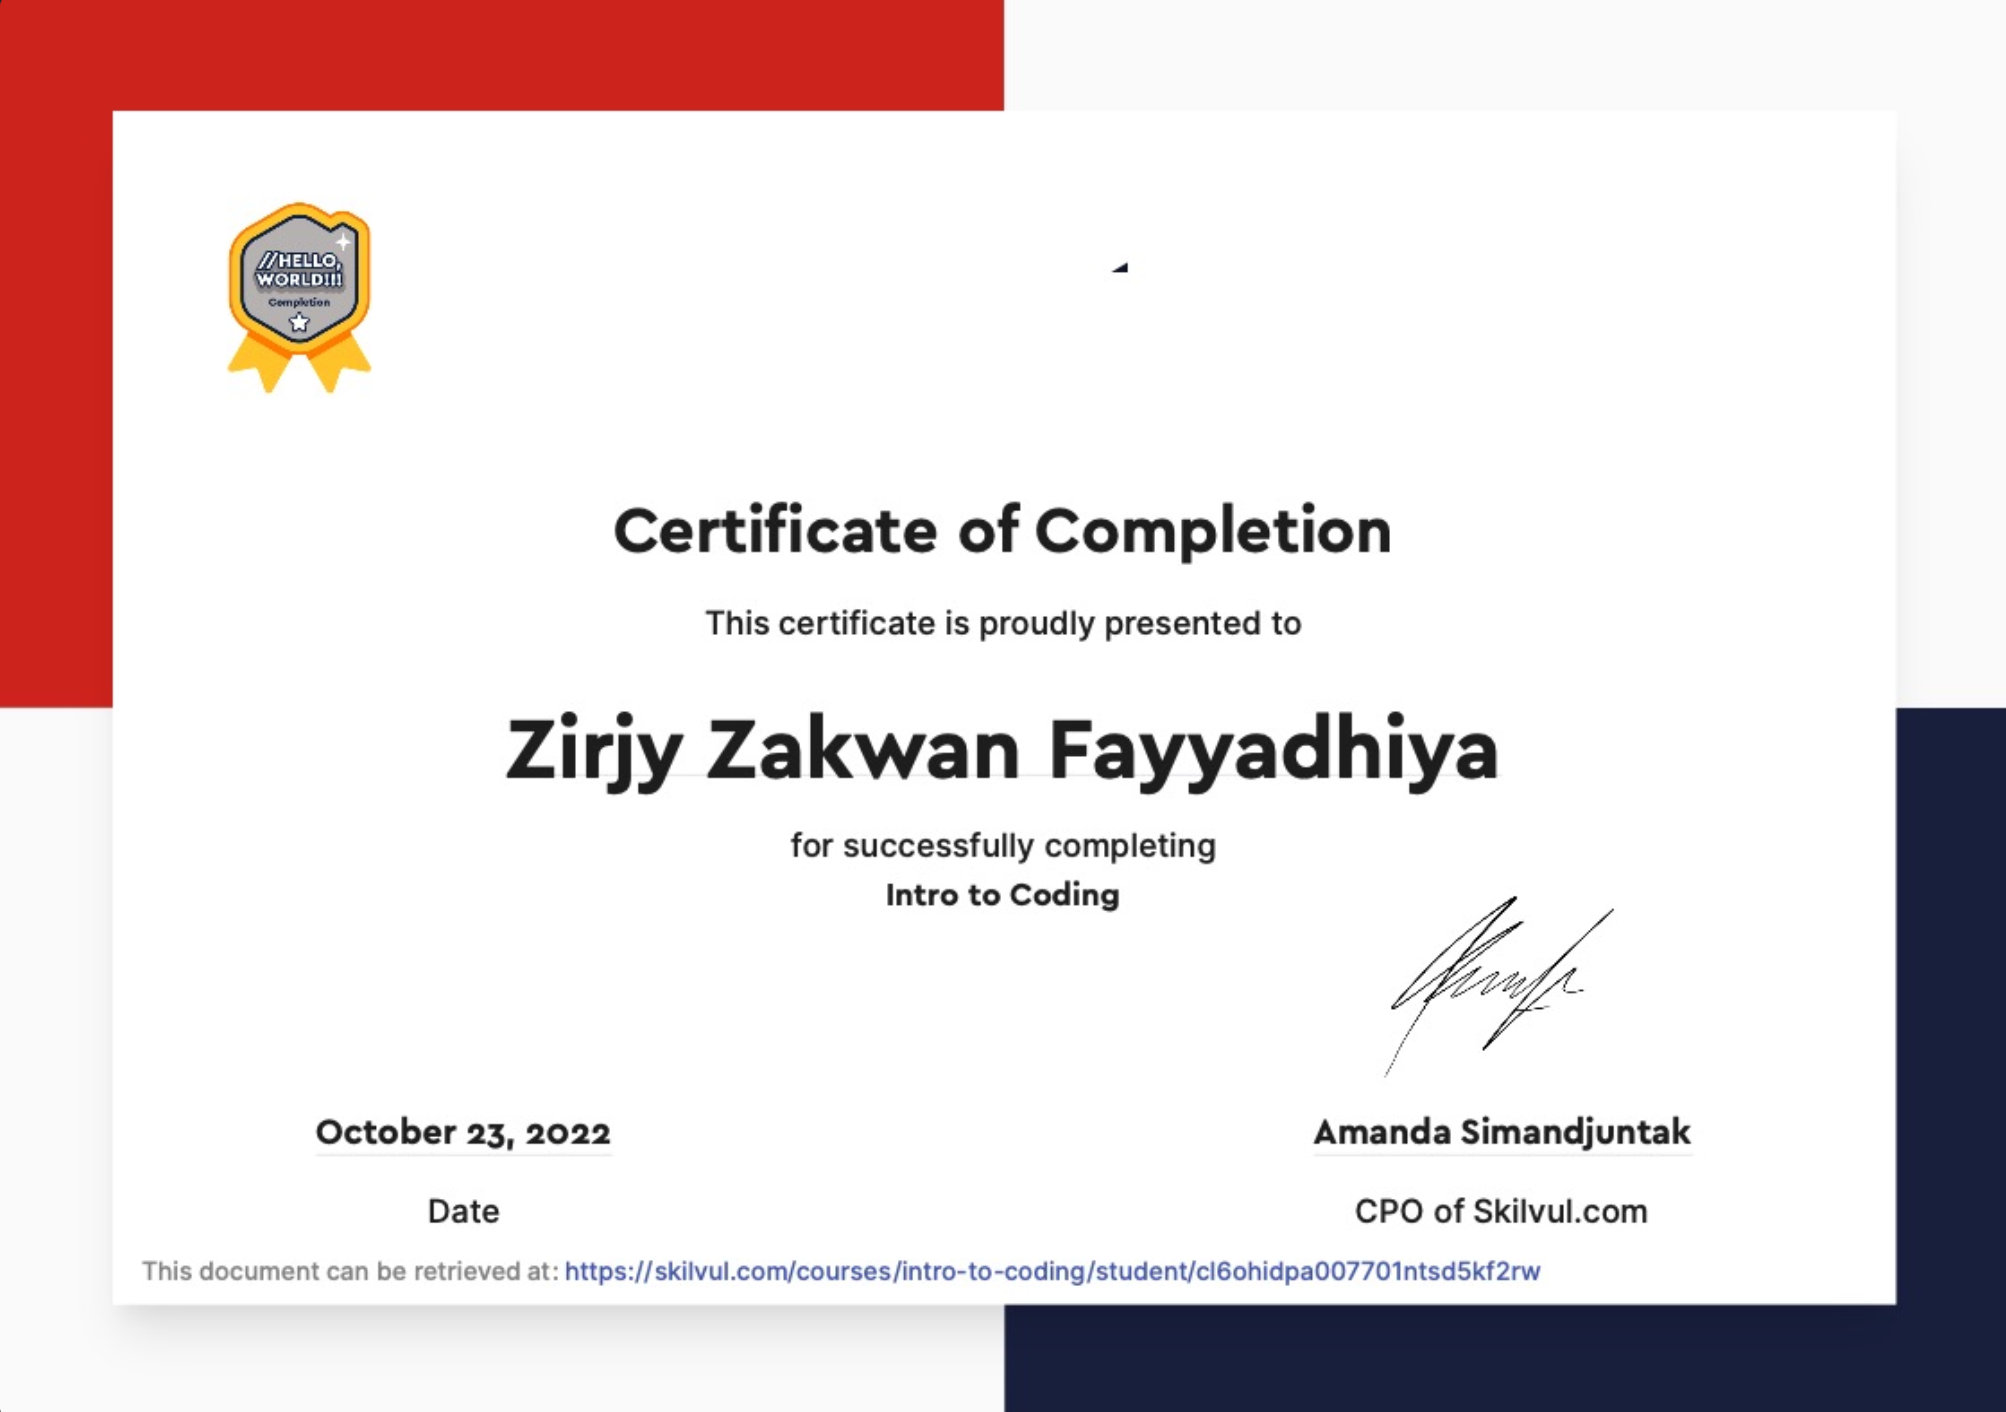 //HELLO,
WORLD!!!
Completion
Certificate of Completion
This certificate is proudly presented to
Zirjy Zakwan Fayyadhiya
for successfully completing
Intro to Coding
October 23, 2022
Amanda Simandjuntak
Date
CPO of Skilvul.com
This document can be retrieved at: https://skilvul.com/courses/intro-to-coding/student/cl6ohidpa007701ntsd5kf2rw